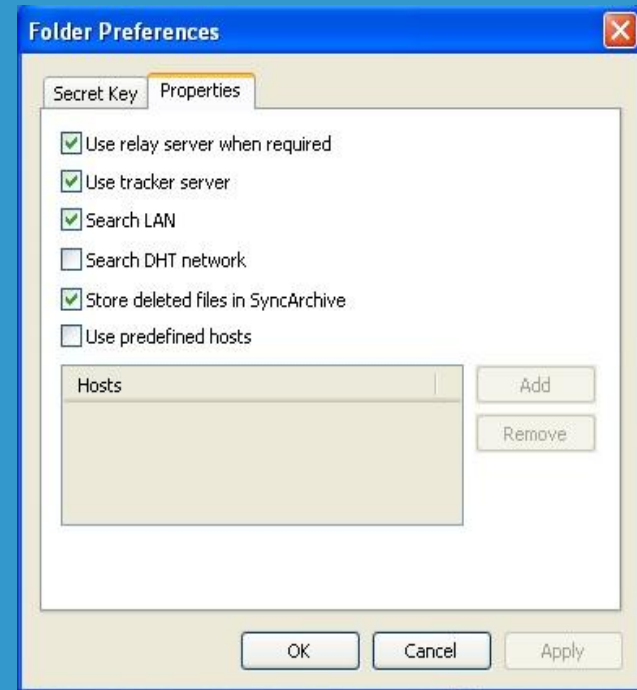 Folder Preferences
Secret Key Properties
Use relay server when required
Use tracker server
Search LAN
Search DHT network
Store deleted files in SyncArchive
Use predefined hosts
Hosts Add
Remove
OK Cancel Apply